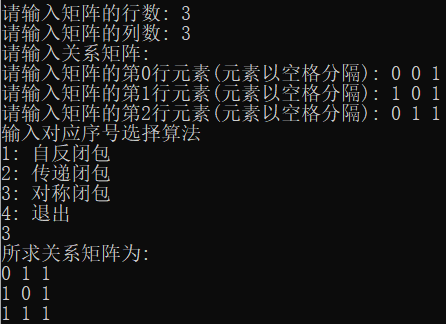 请输入矩阵的行数: 3
请输入矩阵的列数: 3
请输入关系矩阵:
请输入矩阵的第0行元素(元素以空格分隔): 0 0 1
请输入矩阵的第1行元素(元素以空格分隔): 1 0 1
请输入矩阵的第2行元素(元素以空格分隔): 0 1 1
输入对应序号选择算法
1: 自反闭包
2: 传递闭包
3: 对称闭包
4: 退出
3
所求关系矩阵为:
0 1 1
1 0 1
1 1 1